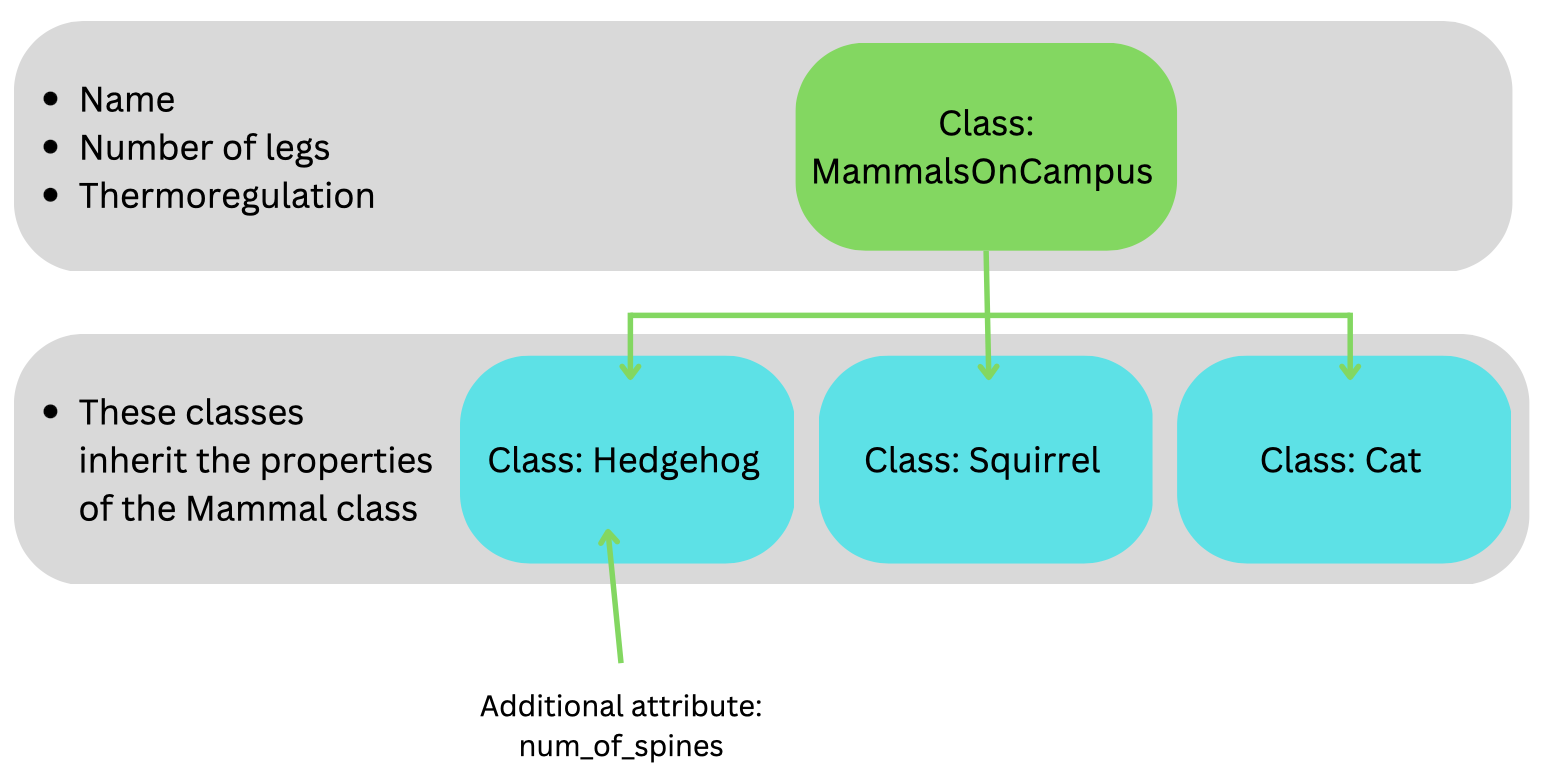 • Name
• Number of legs
• Thermoregulation
Class:
MammalsOnCampus
• These classes
inherit the properties
of the Mammal class
Class: Hedgehog
Class: Squirrel
Class: Cat
Additional attribute:
num_of_spines